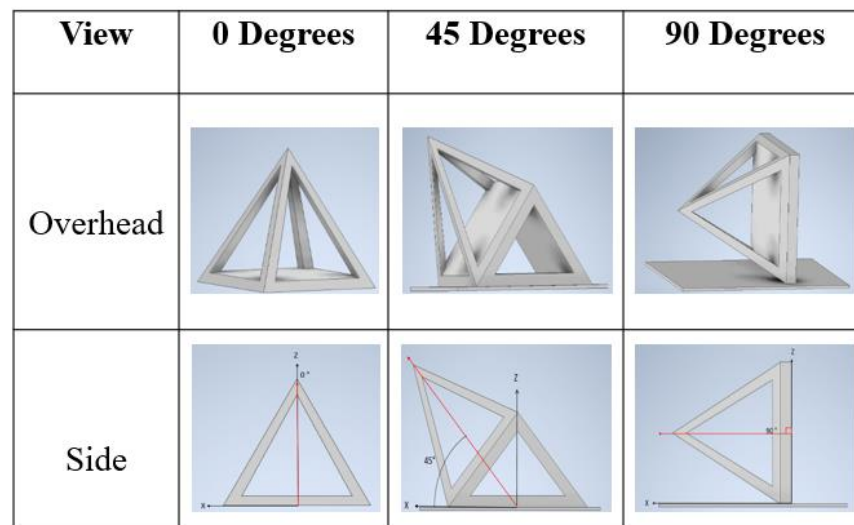 View
0 Degrees
45 Degrees
90 Degrees
Overhead
Side
Z
0°
X
Z
45°
X
Z
90°
X